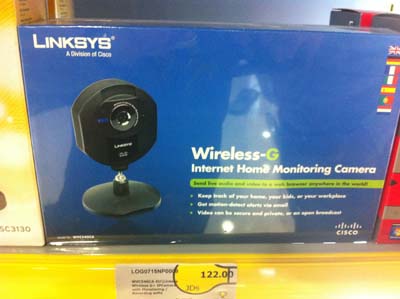 LINKSYS®
A Division of Cisco
LINKSYS
Wireless-G
Internet Home Monitoring Camera
Send live audio and video to a web browser anywhere in the world!
• Keep track of your home, your kids, or your workplace
• Get motion-detect alerts via email
• Video can be secure and private, or an open broadcast
CISCO
SC3130
LOG0715NP0009
122.00